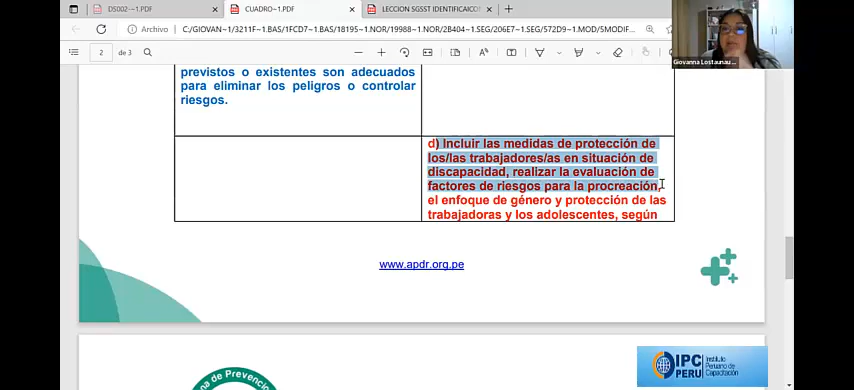 DS002-~1.PDF
CUADRO~1.PDF
LECCION SGSST IDENTIFICACIO
Archivo
C:/GIOVAN~1/3211F~1.BAS/1FCD7~1.BAS/18195~1.NOR/19988~1.NOR/2B404~1.SEG/206E7~1.SEG/572D9~1.MOD/5MODIF...
2 de 3
Giovanna Lostaunau ...
previstos o existentes son adecuados
para eliminar los peligros o controlar
riesgos.
d) Incluir las medidas de protección de
los/las trabajadores/as en situación de
discapacidad, realizar la evaluación de
factores de riesgos para la procreación,
el enfoque de género y protección de las
trabajadoras y los adolescentes, según
www.apdr.org.pe
na de Prevenció
IPC
PERU
Instituto
Peruano de
Capacitación